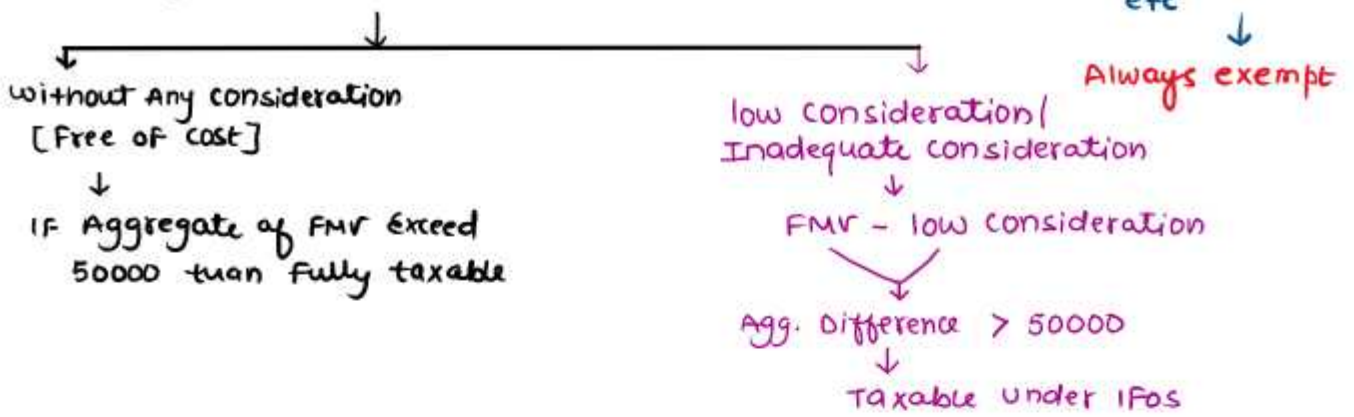 etc
Always exempt
without Any consideration
[Free of cost]
IF Aggregate of FMV Exceed
50000 than Fully taxable
low consideration/
Inadequate consideration
FMV - low consideration
Agg. Difference > 50000
Taxable under IFOS